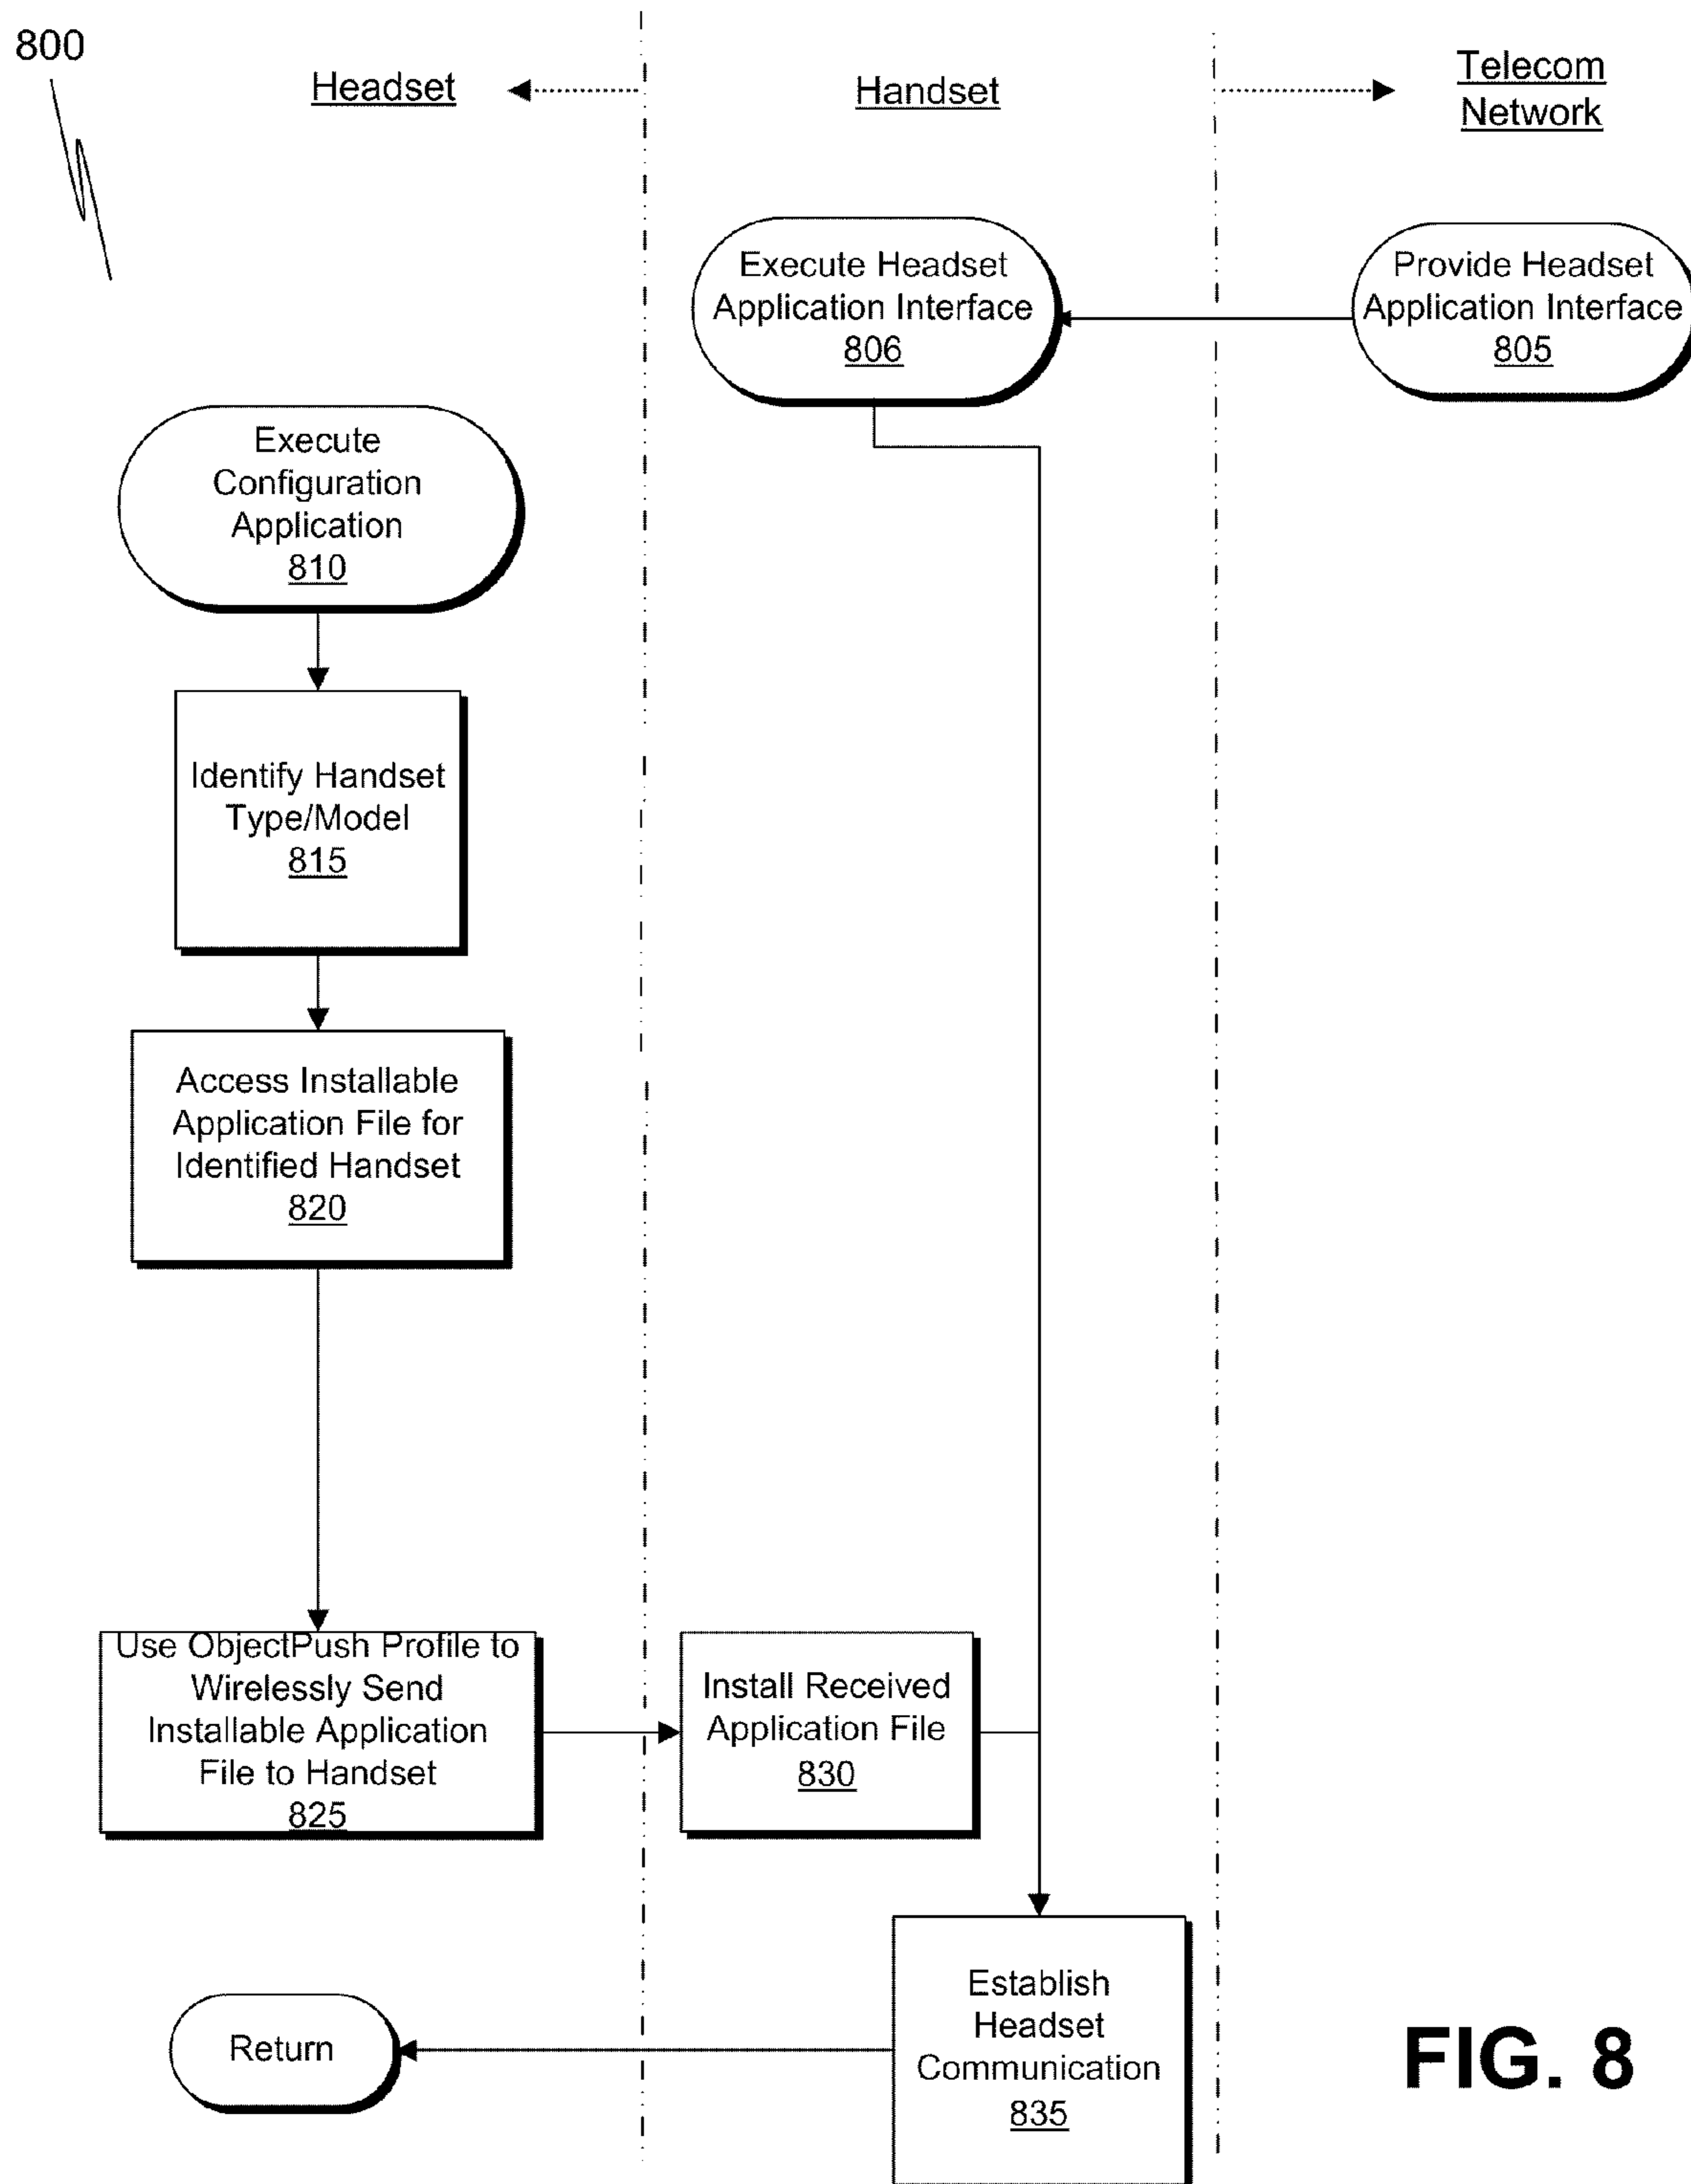 800
Headset
Handset
Telecom
Network
Execute Headset
Application Interface
806
Provide Headset
Application Interface
805
Execute
Configuration
Application
810
Identify Handset
Type/Model
815
Access Installable
Application File for
Identified Handset
820
Use ObjectPush Profile to
Wirelessly Send
Installable Application
File to Handset
825
Install Received
Application File
830
Establish
Headset
Communication
835
Return
FIG. 8